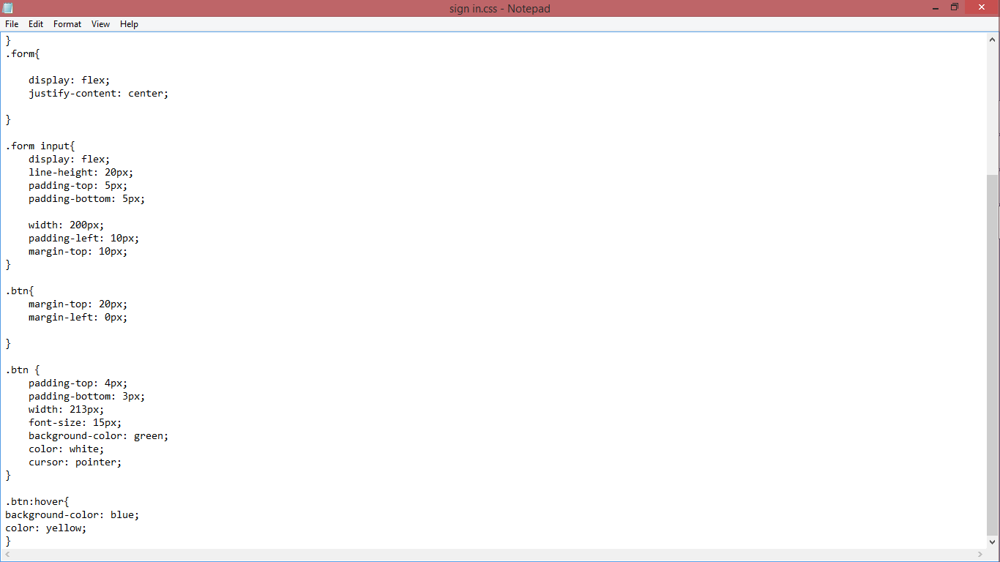 sign in.css - Notepad
File Edit Format View Help
}
.form{
display: flex;
justify-content: center;
}
.form input{
display: flex;
line-height: 20px;
padding-top: 5px;
padding-bottom: 5px;
width: 200px;
padding-left: 10px;
margin-top: 10px;
}
.btn{
margin-top: 20px;
margin-left: 0px;
}
.btn {
padding-top: 4px;
padding-bottom: 3px;
width: 213px;
font-size: 15px;
background-color: green;
color: white;
cursor: pointer;
}
.btn:hover{
background-color: blue;
color: yellow;
}